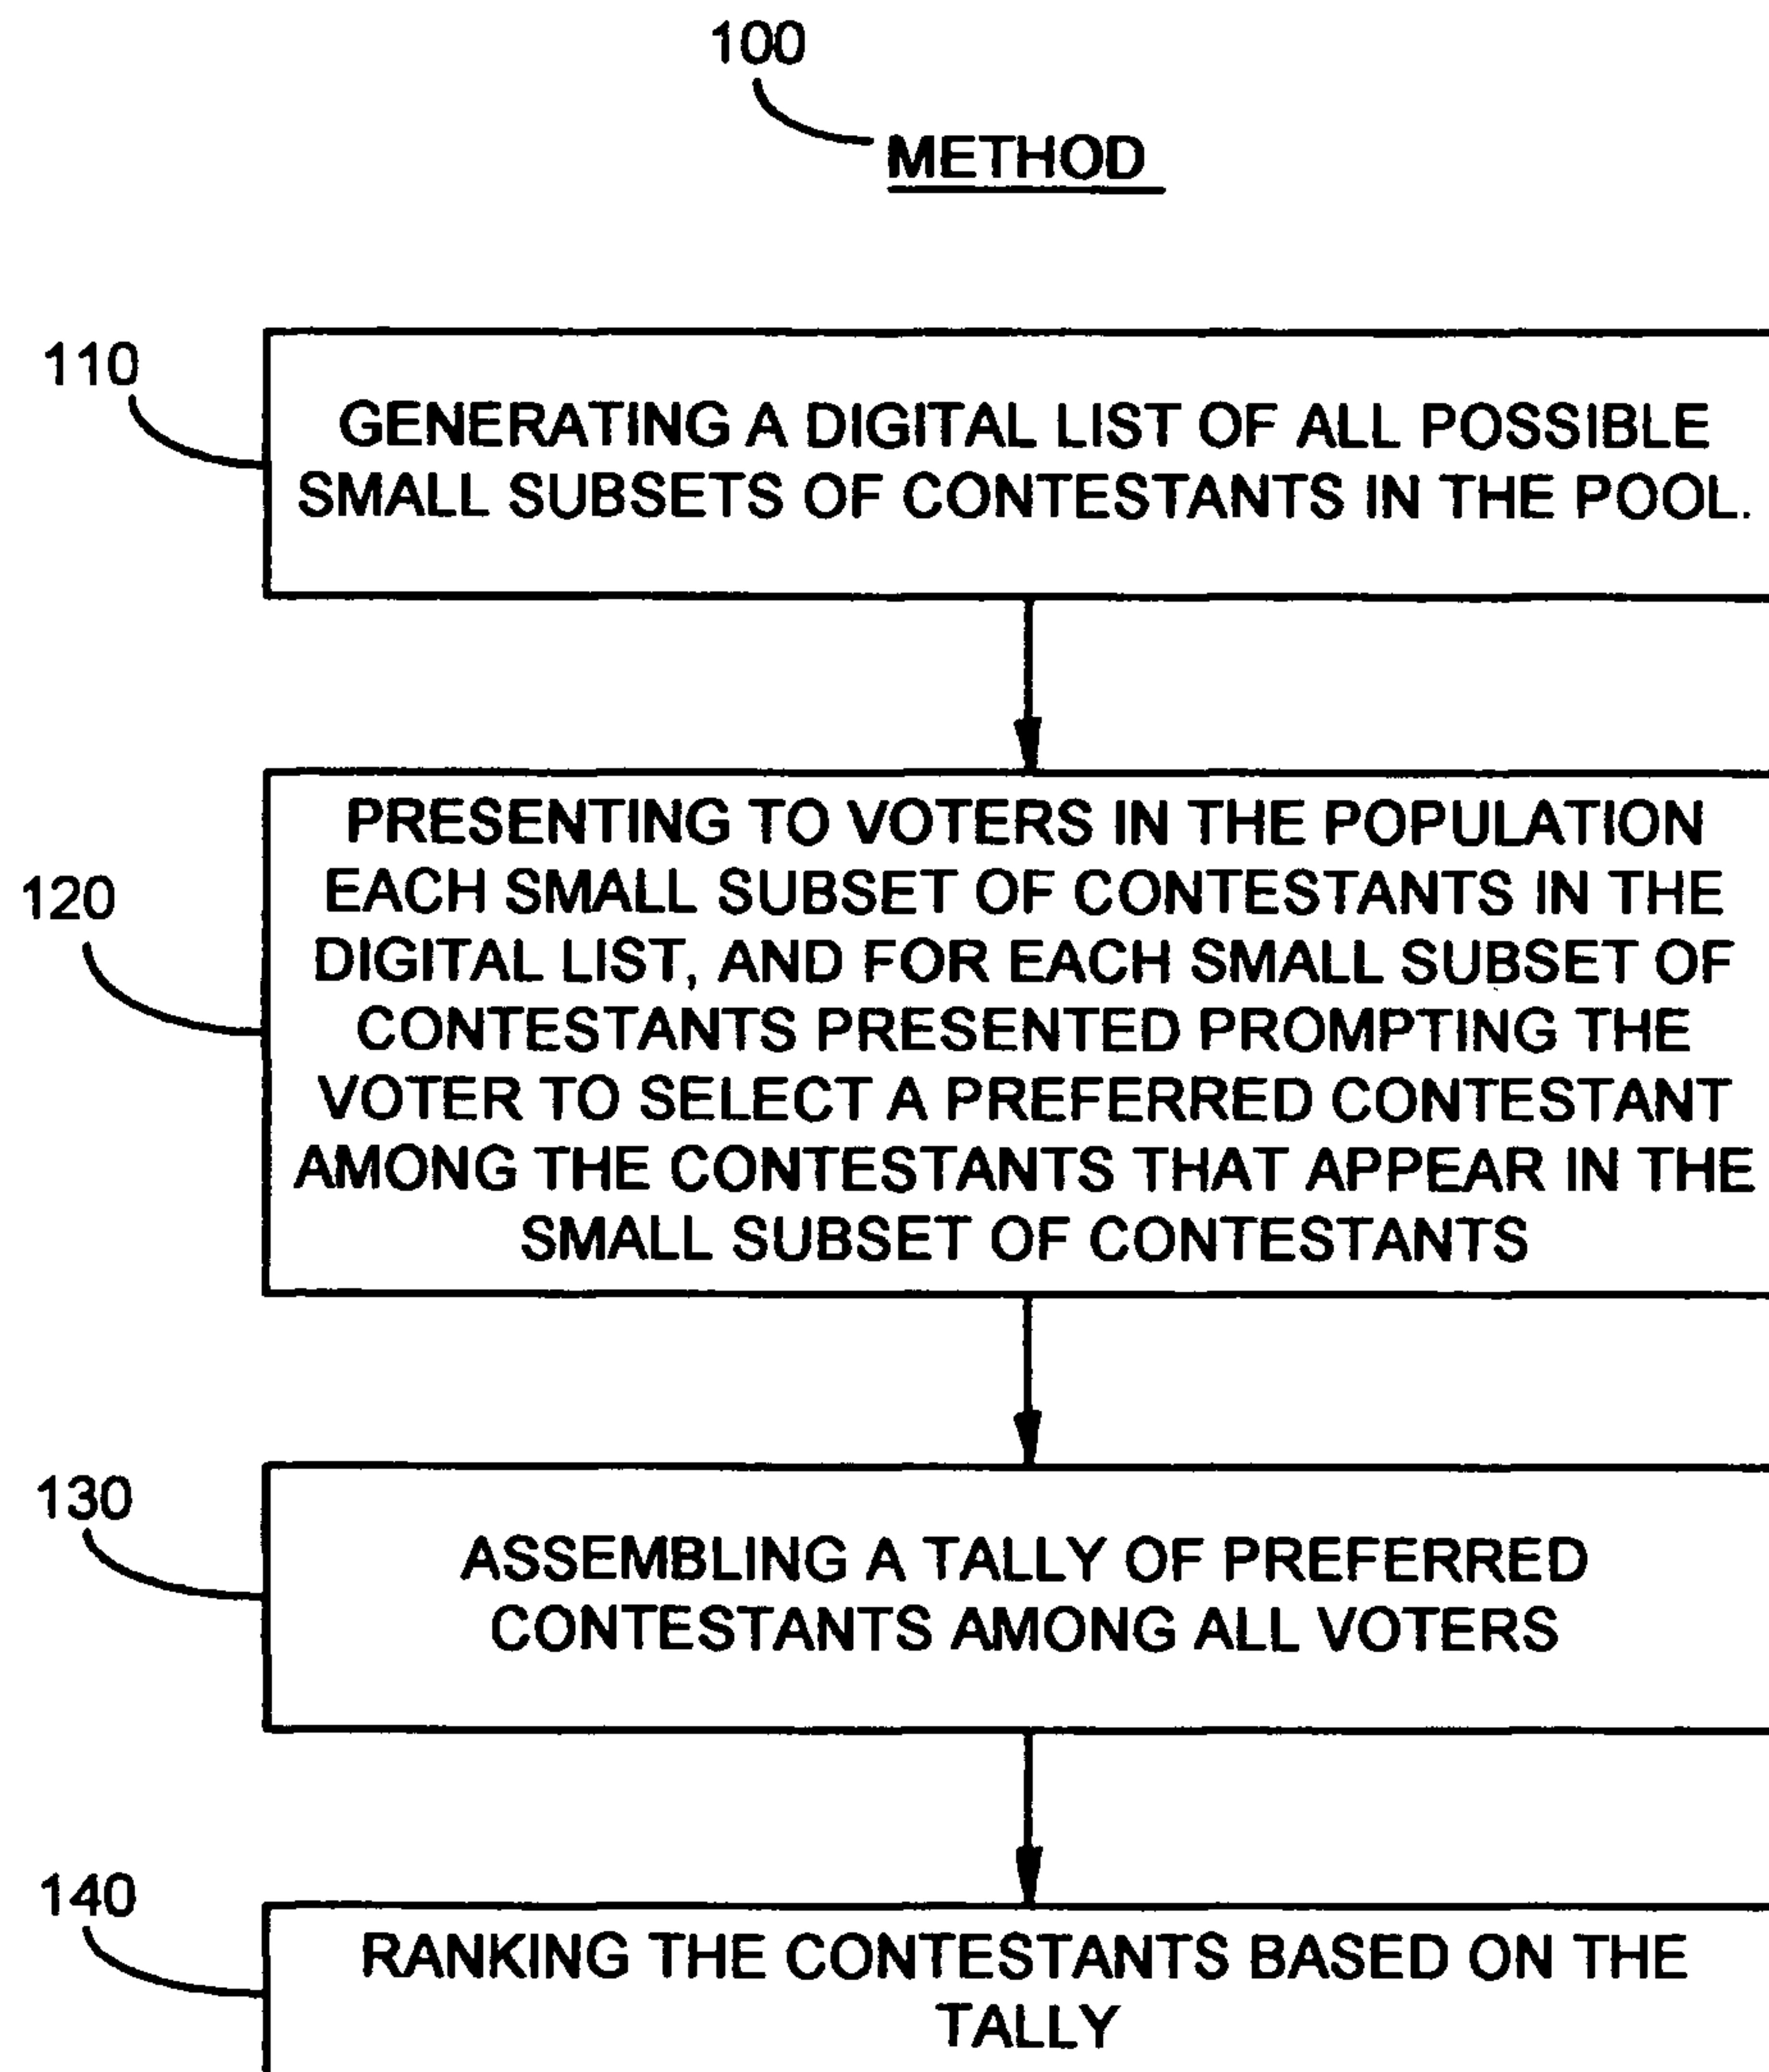 100
METHOD
110
GENERATING A DIGITAL LIST OF ALL POSSIBLE
SMALL SUBSETS OF CONTESTANTS IN THE POOL.
120
PRESENTING TO VOTERS IN THE POPULATION
EACH SMALL SUBSET OF CONTESTANTS IN THE
DIGITAL LIST, AND FOR EACH SMALL SUBSET OF
CONTESTANTS PRESENTED PROMPTING THE
VOTER TO SELECT A PREFERRED CONTESTANT
AMONG THE CONTESTANTS THAT APPEAR IN THE
SMALL SUBSET OF CONTESTANTS
130
ASSEMBLING A TALLY OF PREFERRED
CONTESTANTS AMONG ALL VOTERS
140
RANKING THE CONTESTANTS BASED ON THE
TALLY